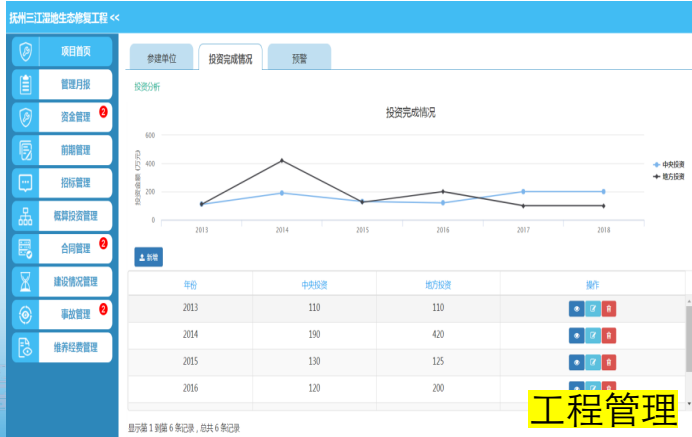 抚州三江湿地生态修复工程 <<
项目首页
管理月报
资金管理 2
前期管理
招标管理
概算投资管理
合同管理 2
建设情况管理
事故管理 2
维养经费管理
参建单位 投资完成情况 预警
投资分析
投资完成情况
投资金额 (万元)
600
400
200
0
2013 2014 2015 2016 2017 2018
中央投资
地方投资
新增
年份 中央投资 地方投资 操作
2013 110 110
2014 190 420
2015 130 125
2016 120 200
显示第 1 到第 6 条记录，总共 6 条记录
工程管理